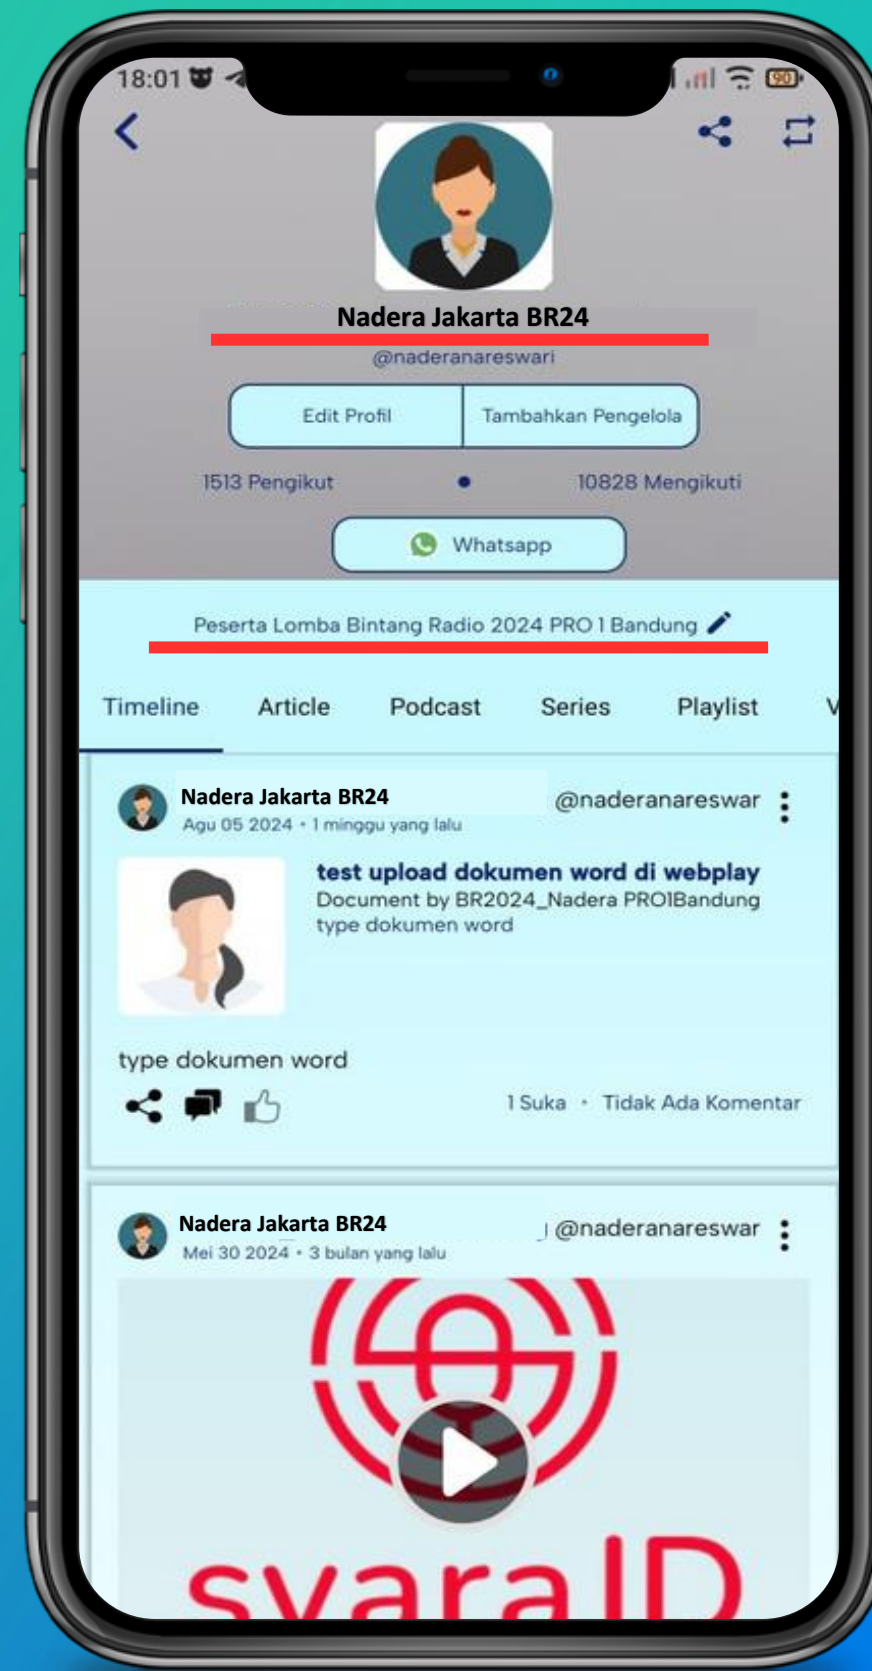 18:01
90
Nadera Jakarta BR24
@naderanareswari
Edit Profil
Tambahkan Pengelola
1513 Pengikut • 10828 Mengikuti
Whatsapp
Peserta Lomba Bintang Radio 2024 PRO 1 Bandung
Timeline Article Podcast Series Playlist V
Nadera Jakarta BR24 @naderanareswar
Agu 05 2024 • 1 minggu yang lalu
test upload dokumen word di webplay
Document by BR2024_Nadera PRO1Bandung
type dokumen word
type dokumen word
1 Suka • Tidak Ada Komentar
Nadera Jakarta BR24 @naderanareswar
Mei 30 2024 • 3 bulan yang lalu
svara ID